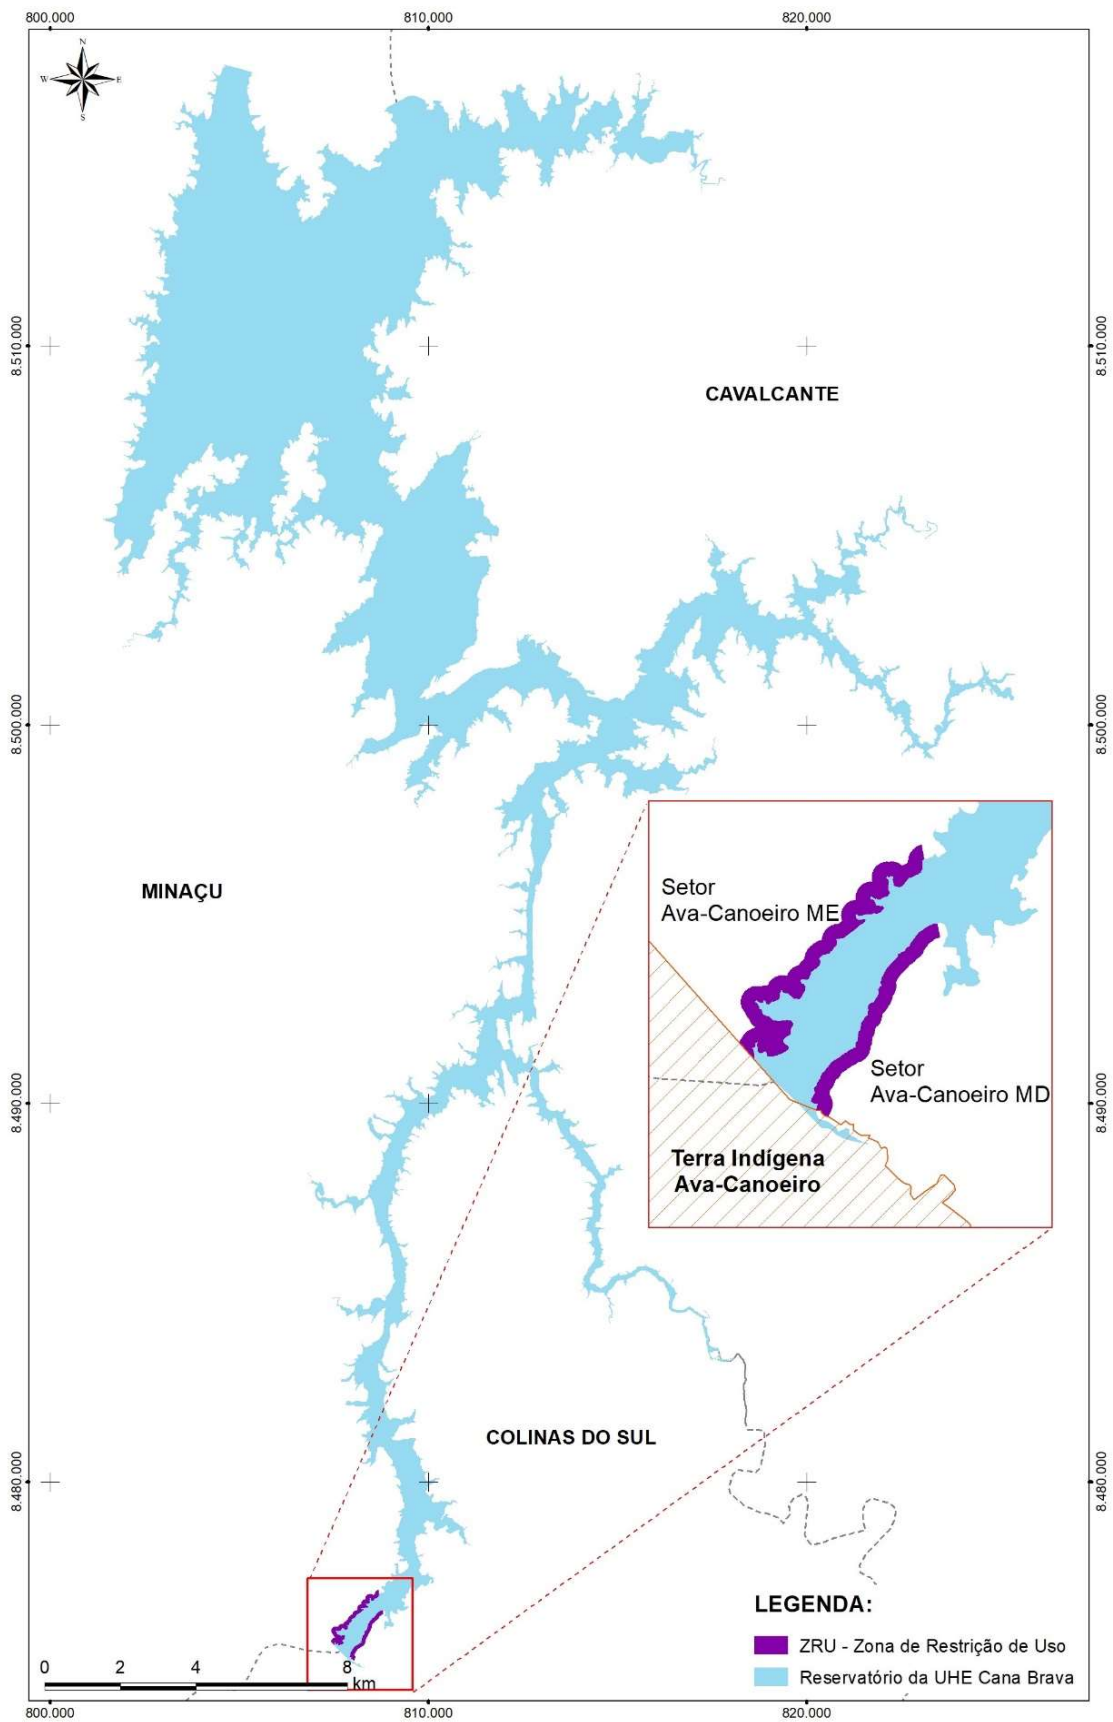 800.000
810.000
820.000
N
W
E
S
8.510.000
8.510.000
CAVALCANTE
8.500.000
8.500.000
MINAÇU
Setor
Ava-Canoeiro ME
Setor
Ava-Canoeiro MD
Terra Indígena
Ava-Canoeiro
8.490.000
8.490.000
COLINAS DO SUL
8.480.000
8.480.000
LEGENDA:
ZRU - Zona de Restrição de Uso
Reservatório da UHE Cana Brava
0 2 4 8
km
800.000
810.000
820.000